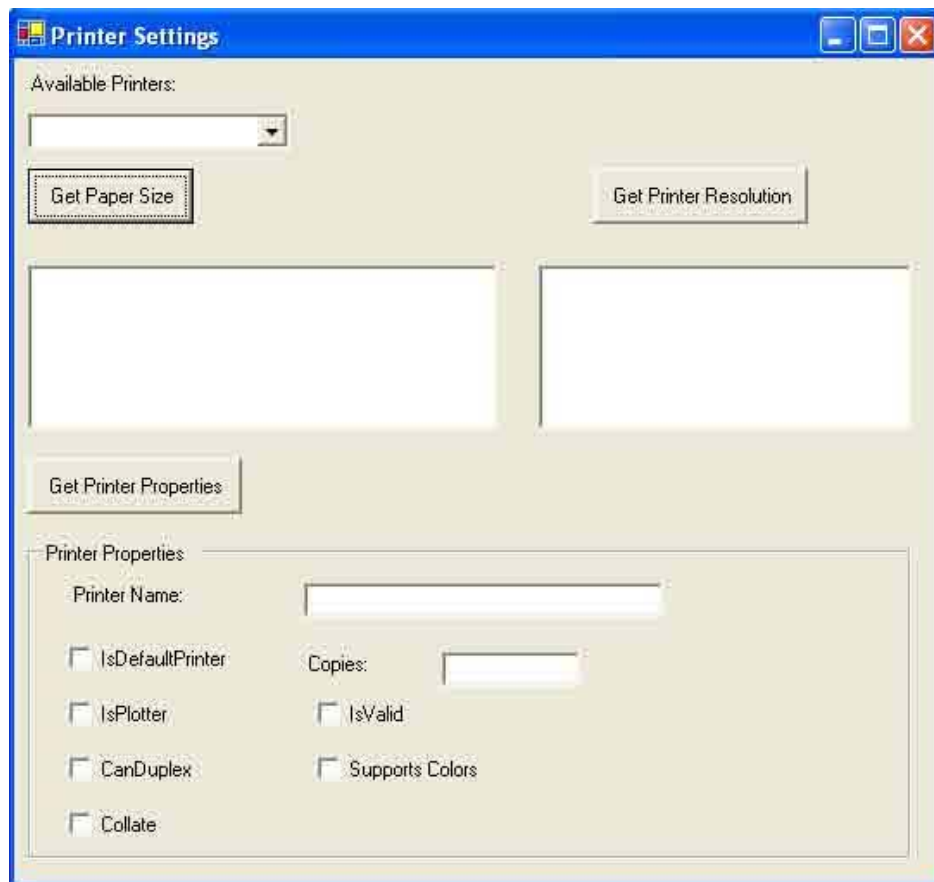 Printer Settings
Available Printers:
Get Paper Size
Get Printer Resolution
Get Printer Properties
Printer Properties
Printer Name:
IsDefaultPrinter
Copies:
IsPlotter
IsValid
CanDuplex
Supports Colors
Collate